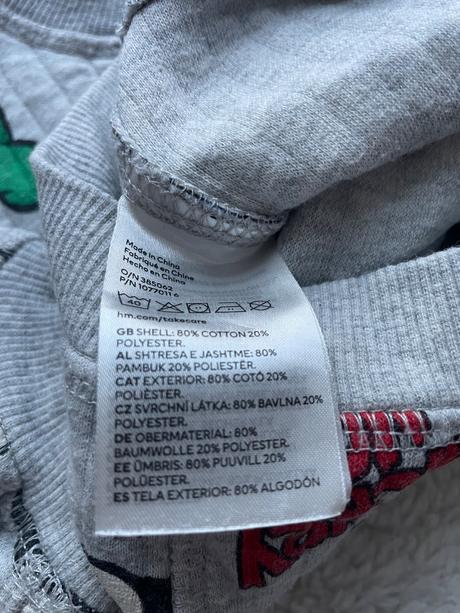 Made in China
Fabriqué en Chine
Hecho en China
O/N 385062
P/N 1077011 6
40
hm.com/takecare
GB SHELL: 80% COTTON 20%
POLYESTER.
AL SHTRESA E JASHTME: 80%
PAMBUK 20% POLIESTËR.
CAT EXTERIOR: 80% COTÓ 20%
POLIÈSTER.
CZ SVRCHNÍ LÁTKA: 80% BAVLNA 20%
POLYESTER.
DE OBERMATERIAL: 80%
BAUMWOLLE 20% POLYESTER.
EE ÜMBRIS: 80% PUUVILL 20%
POLÜESTER.
ES TELA EXTERIOR: 80% ALGODÓN